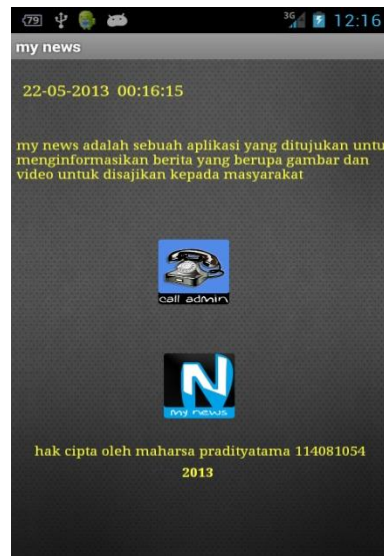 79
3G
12:16
my news
22-05-2013 00:16:15
my news adalah sebuah aplikasi yang ditujukan untu
menginformasikan berita yang berupa gambar dan
video untuk disajikan kepada masyarakat
call admin
N
my news
hak cipta oleh maharsa pradityatama 114081054
2013